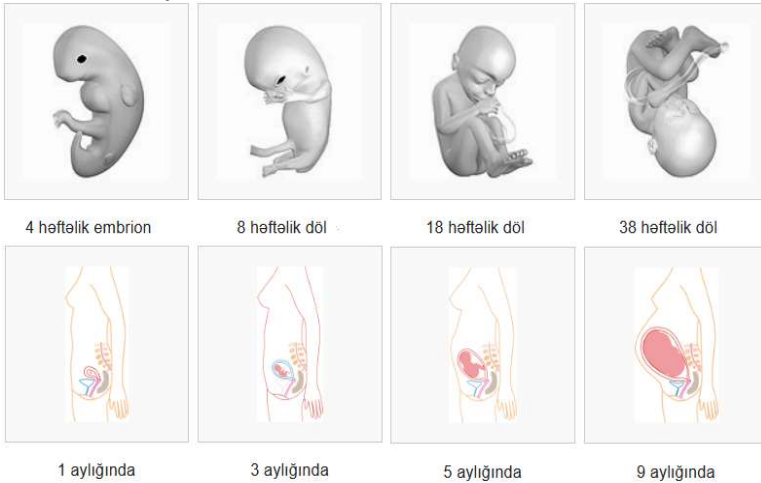 4 həftəlik embrion
8 həftəlik döl
18 həftəlik döl
38 həftəlik döl
1 aylığında
3 aylığında
5 aylığında
9 aylığında